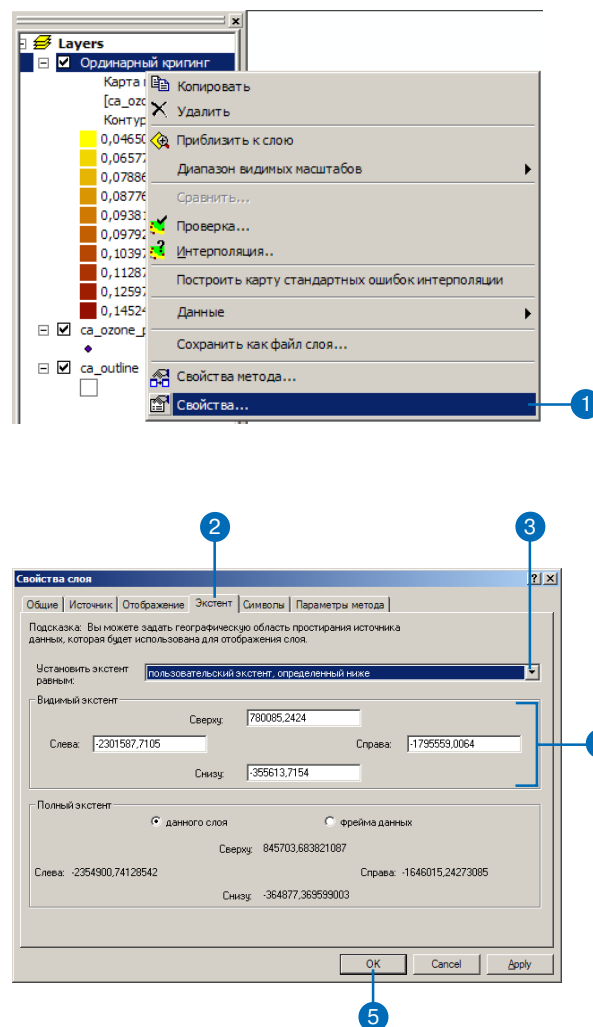 Layers
Ординарный кригинг
Карта
[ca_ozo
Контур
0,04650
0,06577
0,07886
0,08776
0,09381
0,09792
0,10397
0,11287
0,12597
0,14524
ca_ozone_p
ca_outline
Копировать
Удалить
Приблизить к слою
Диапазон видимых масштабов
Сравнить...
Проверка...
Интерполяция..
Построить карту стандартных ошибок интерполяции
Данные
Сохранить как файл слоя...
Свойства метода...
Свойства...
1
2
3
Свойства слоя
Общие Источник Отображение Экстент Символы Параметры метода
Подсказка: Вы можете задать географическую область простирания источника
данных, которая будет использована для отображения слоя.
Установить экстент
равным:
пользовательский экстент, определенный ниже
Видимый экстент
Сверху: 780085,2424
Слева: -2301587,7105 Справа: -1795559,0064
Снизу: -355613,7154
Полный экстент
данного слоя фрейма данных
Сверху: 845703,683821087
Слева: -2354900,74128542 Справа: -1646015,24273085
Снизу: -364877,369599003
OK Cancel Apply
5